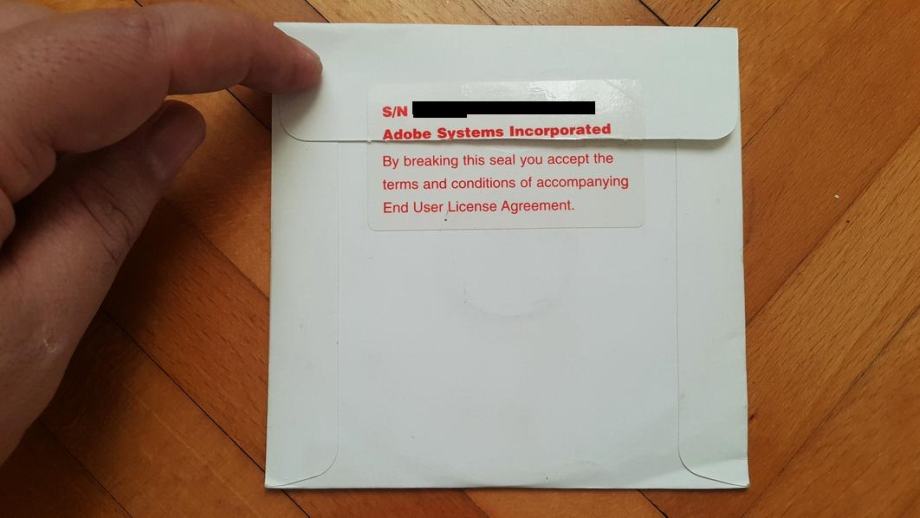 S/N
Adobe Systems Incorporated
By breaking this seal you accept the
terms and conditions of accompanying
End User License Agreement.